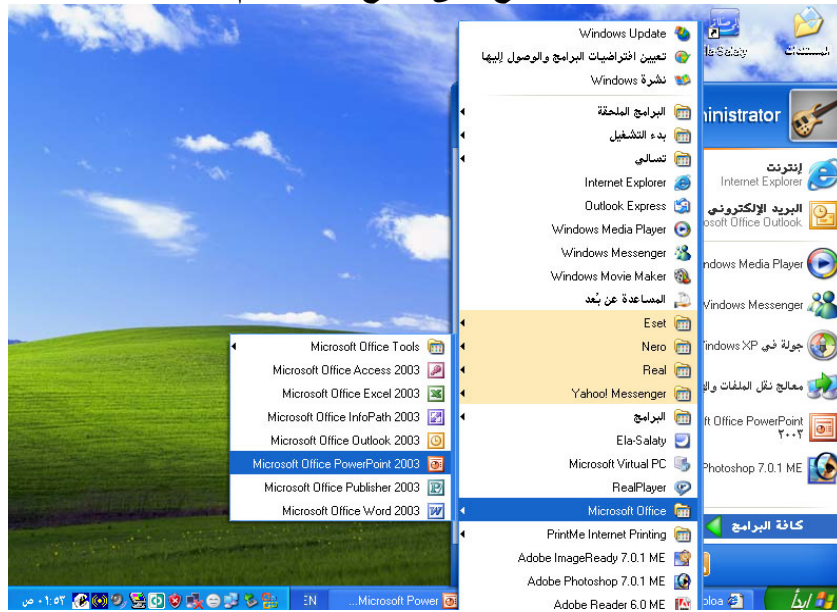 Ela-Salaty
المستندات
Administrator
إنترنت
Internet Explorer
البريد الإلكتروني
osoft Office Outlook
ndows Media Player
Windows Messenger
جولة في Windows XP
معالج نقل الملفات وال
ft Office PowerPoint
٢٠٠٣
Photoshop 7.0.1 ME
كافة البرامج
Windows Update
تعيين افتراضيات البرامج والوصول إليها
نشرة Windows
البرامج الملحقة
بدء التشغيل
تسالي
Internet Explorer
Outlook Express
Windows Media Player
Windows Messenger
Windows Movie Maker
المساعدة عن بُعد
Eset
Nero
Real
Yahoo! Messenger
البرامج
Ela-Salaty
Microsoft Virtual PC
RealPlayer
Microsoft Office
PrintMe Internet Printing
Adobe ImageReady 7.0.1 ME
Adobe Photoshop 7.0.1 ME
Adobe Reader 6.0 ME
Microsoft Office Tools
Microsoft Office Access 2003
Microsoft Office Excel 2003
Microsoft Office InfoPath 2003
Microsoft Office Outlook 2003
Microsoft Office PowerPoint 2003
Microsoft Office Publisher 2003
Microsoft Office Word 2003
ابدأ
ploa
Microsoft Power...
EN
٠١:٥٣ ص